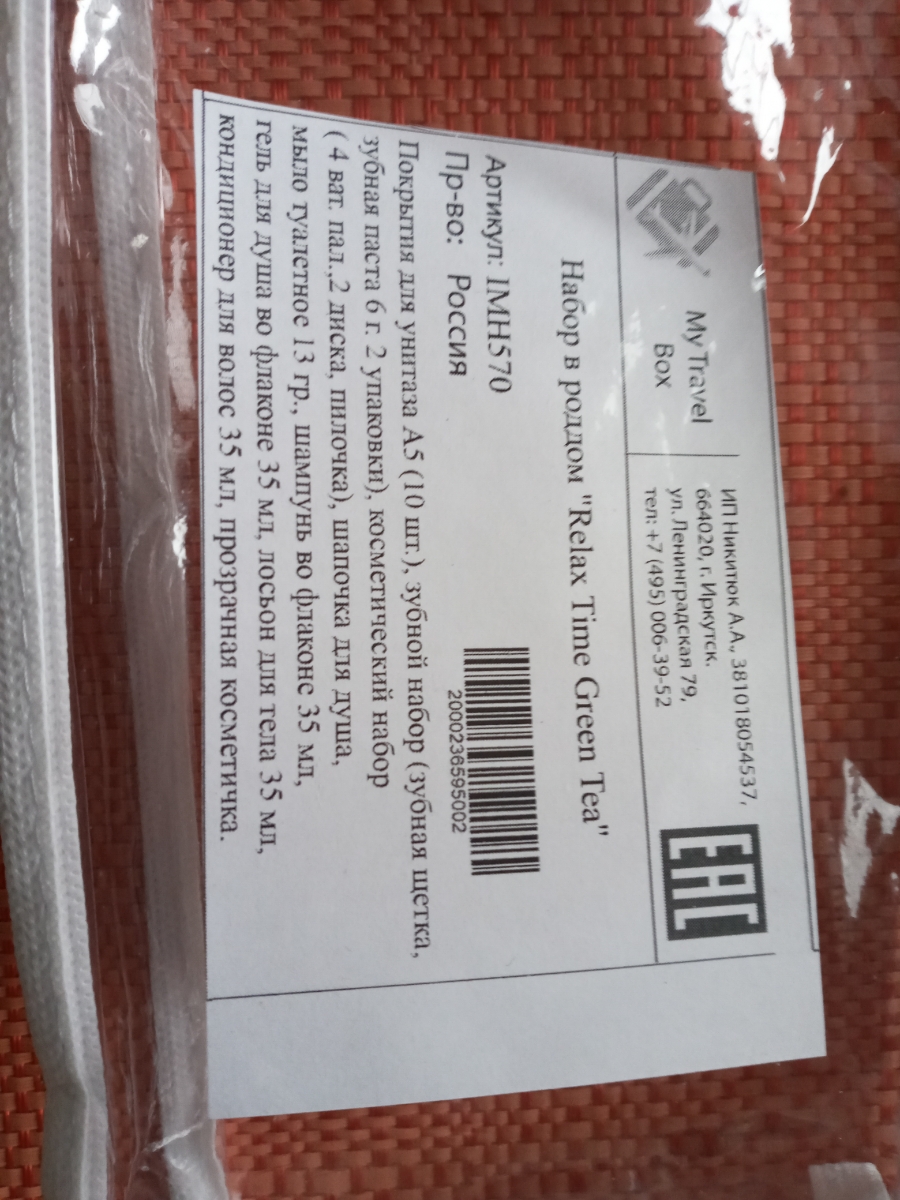 My Travel
Box
ИП Никитюк А.А., 381018054537,
664020, г. Иркутск.
ул. Ленинградская 79,
тел: +7 (495) 006-39-52
EAC
Набор в роддом "Relax Time Green Tea"
Артикул: IMH570
Пр-во: Россия
2000236595002
Покрытия для унитаза А5 (10 шт.), зубной набор (зубная щетка,
зубная паста 6 г. 2 упаковки), косметический набор
( 4 ват. пал.,2 диска, пилочка), шапочка для душа,
мыло туалетное 13 гр., шампунь во флаконе 35 мл,
гель для душа во флаконе 35 мл, лосьон для тела 35 мл,
кондиционер для волос 35 мл, прозрачная косметичка.